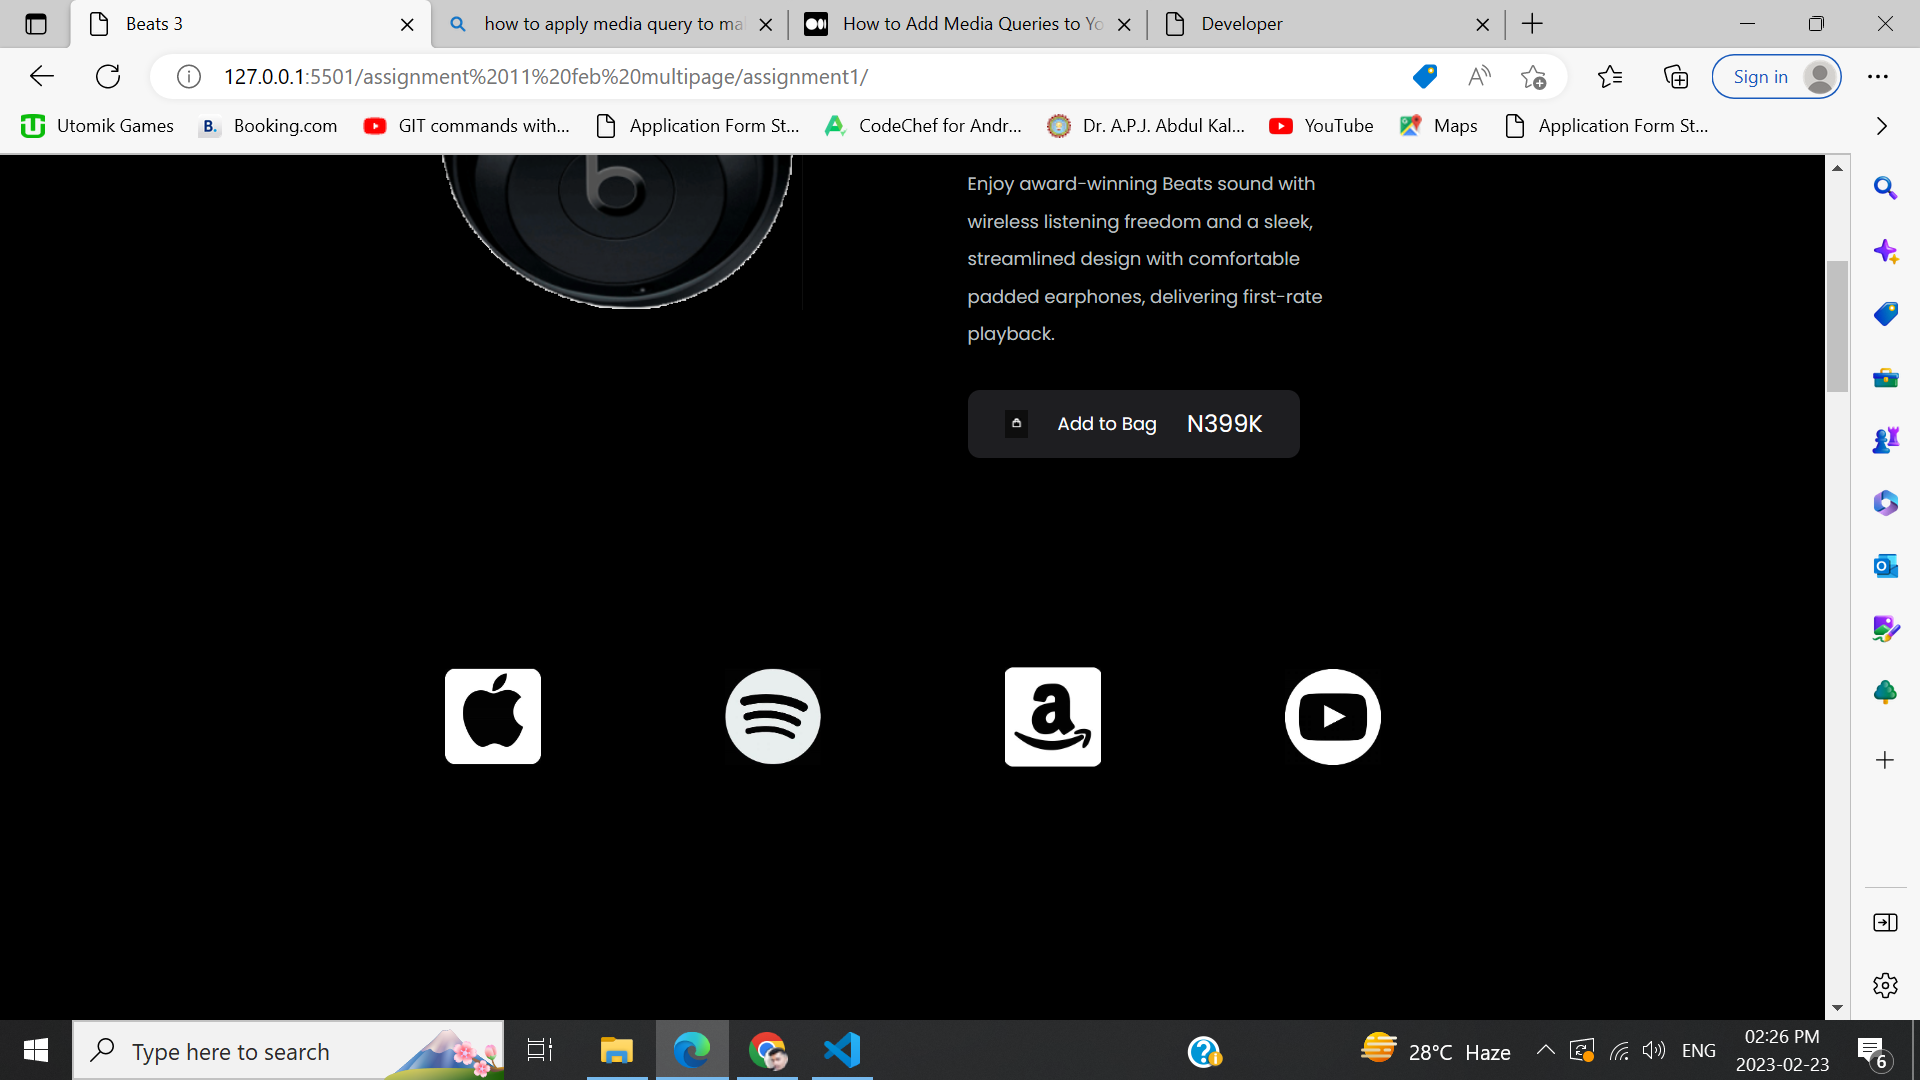 Beats 3
how to apply media query to mal
How to Add Media Queries to Yo
Developer
127.0.0.1:5501/assignment%2011%20feb%20multipage/assignment1/
Sign in
Utomik Games
B. Booking.com
GIT commands with...
Application Form St...
CodeChef for Andr...
Dr. A.P.J. Abdul Kal...
YouTube
Maps
Application Form St...
Enjoy award-winning Beats sound with
wireless listening freedom and a sleek,
streamlined design with comfortable
padded earphones, delivering first-rate
playback.
Add to Bag N399K
Type here to search
28°C Haze
ENG
02:26 PM
2023-02-23
6